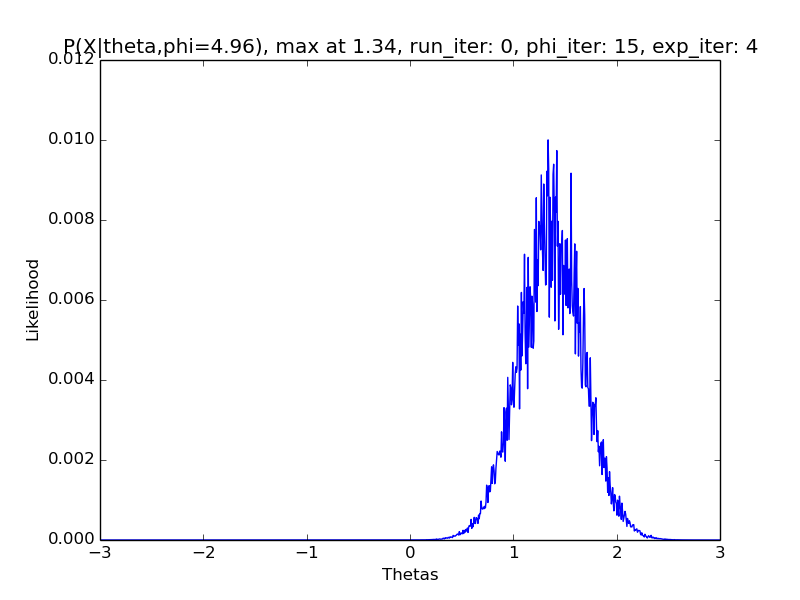 P(X|theta,phi=4.96), max at 1.34, run_iter: 0, phi_iter: 15, exp_iter: 4
0.012
0.010
0.008
0.006
0.004
0.002
0.000
Likelihood
−3 −2 −1 0 1 2 3
Thetas